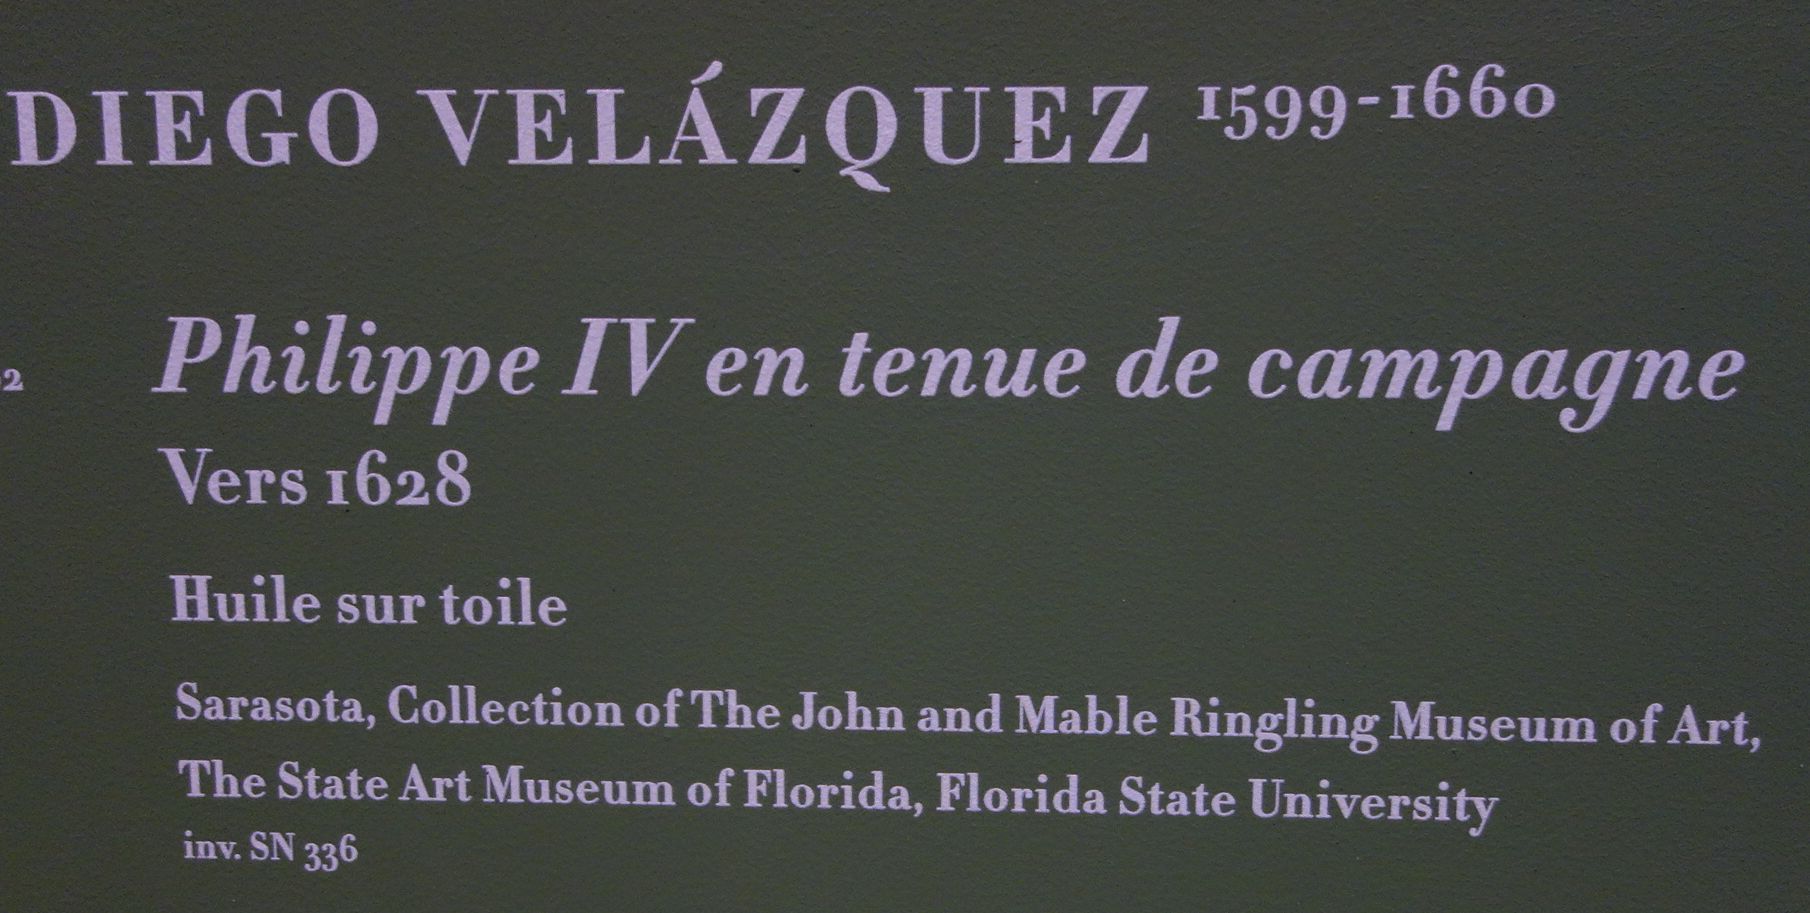 DIEGO VELÁZQUEZ 1599-1660
Philippe IV en tenue de campagne
Vers 1628
Huile sur toile
Sarasota, Collection of The John and Mable Ringling Museum of Art,
The State Art Museum of Florida, Florida State University
inv. SN 336